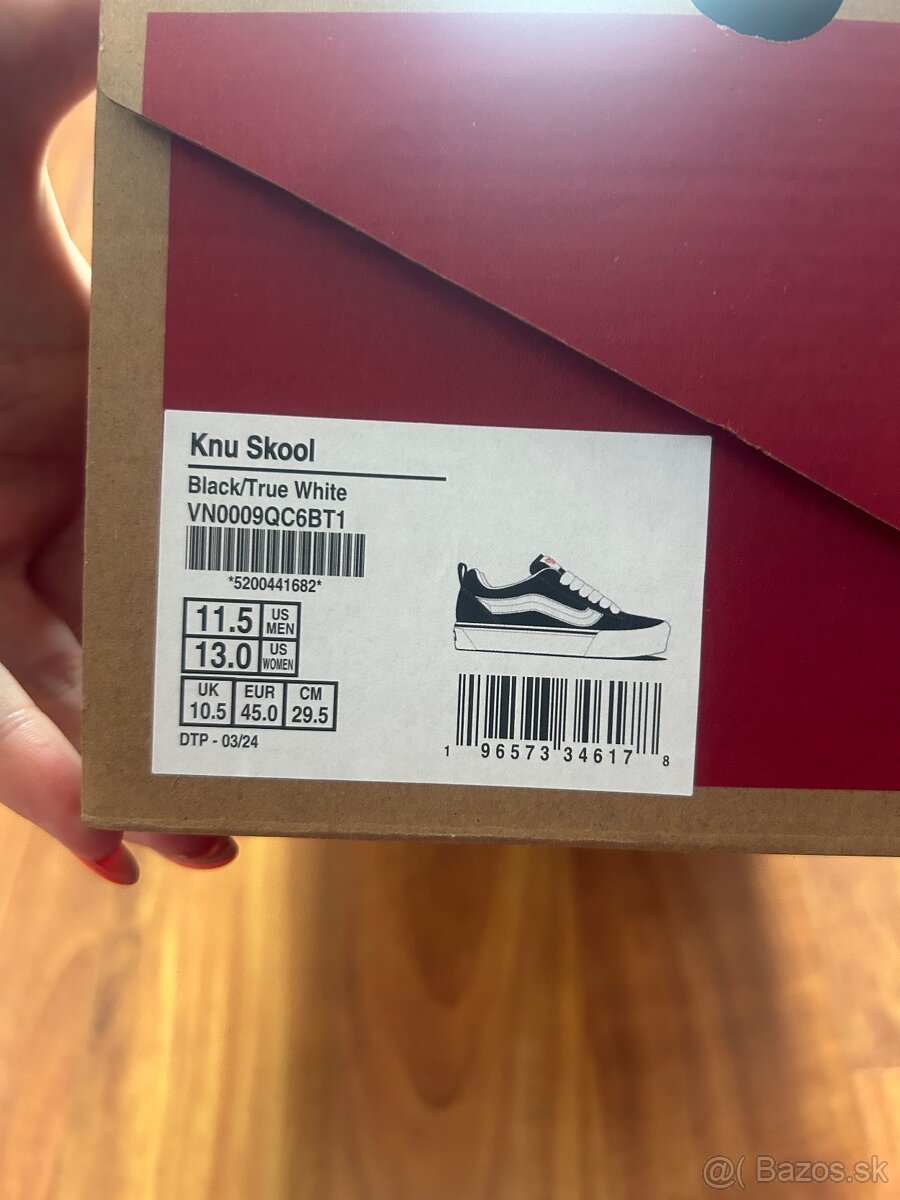 Knu Skool
Black/True White
VN0009QC6BT1
*5200441682*
11.5 US MEN
13.0 US WOMEN
UK EUR CM
10.5 45.0 29.5
DTP - 03/24
1 96573 34617 8
@( Bazos.sk